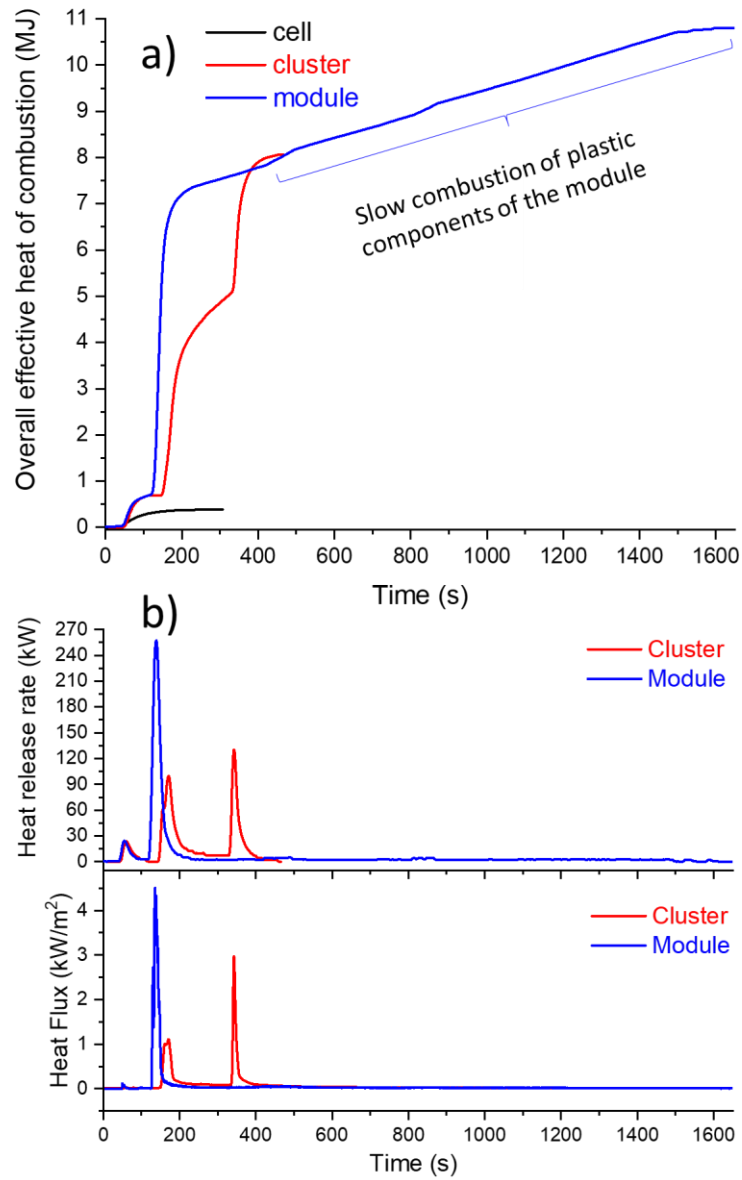 a)
cell
cluster
module
Overall effective heat of combustion (MJ)
11
10
9
8
7
6
5
4
3
2
1
0
Slow combustion of plastic
components of the module
0 200 400 600 800 1000 1200 1400 1600
Time (s)
b)
Heat release rate (kW)
270
240
210
180
150
120
90
60
30
0
Cluster
Module
Heat Flux (kW/m²)
4
3
2
1
0
Cluster
Module
0 200 400 600 800 1000 1200 1400 1600
Time (s)